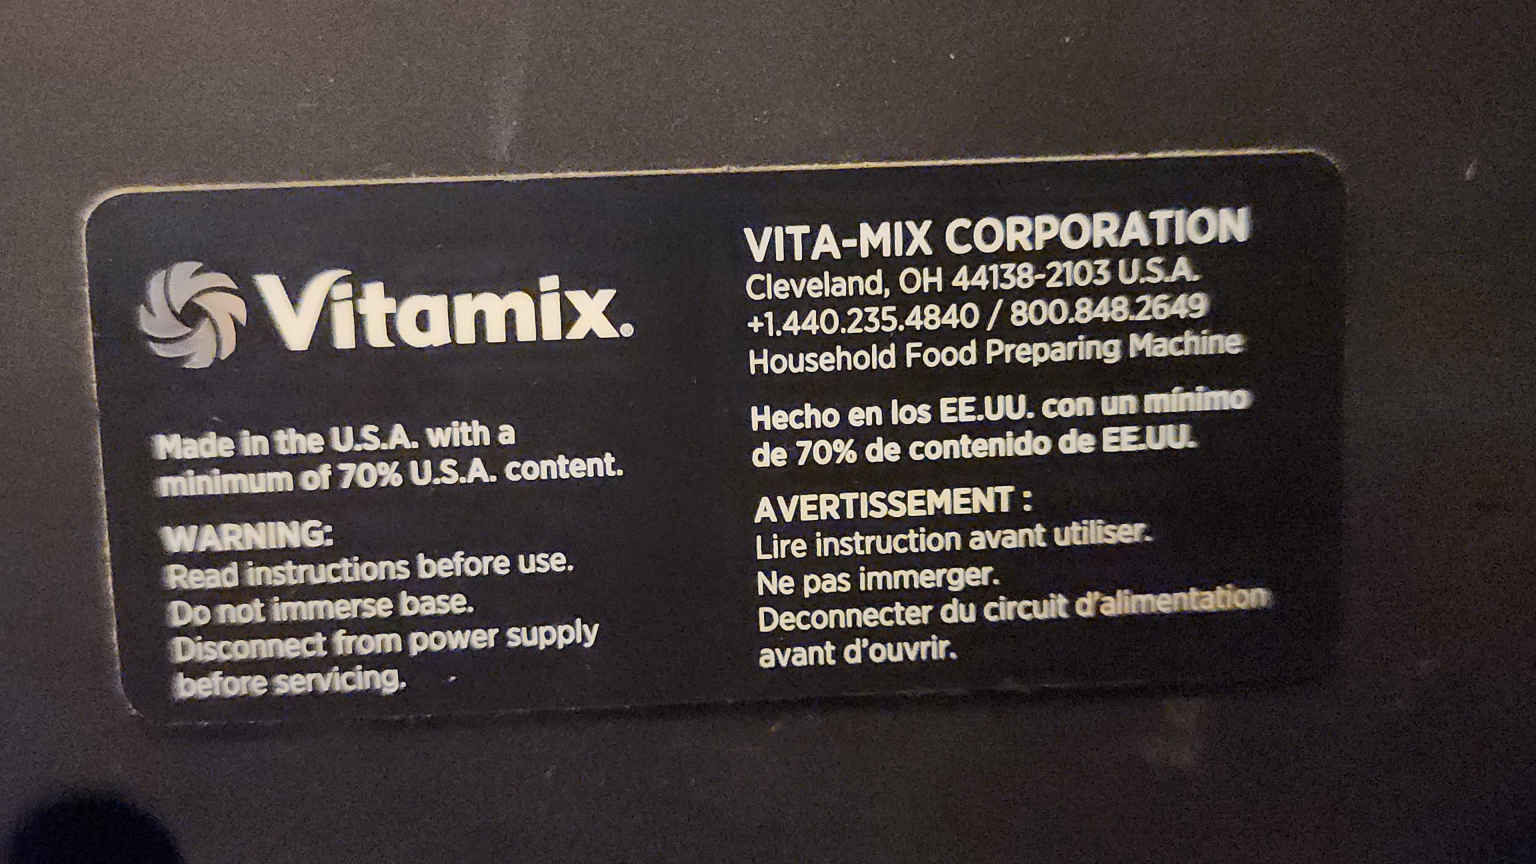 Vitamix.
Made in the U.S.A. with a
minimum of 70% U.S.A. content.
WARNING:
Read instructions before use.
Do not immerse base.
Disconnect from power supply
before servicing.
VITA-MIX CORPORATION
Cleveland, OH 44138-2103 U.S.A.
+1.440.235.4840 / 800.848.2649
Household Food Preparing Machine
Hecho en los EE.UU. con un mínimo
de 70% de contenido de EE.UU.
AVERTISSEMENT :
Lire instruction avant utiliser.
Ne pas immerger.
Deconnecter du circuit d'alimentation
avant d'ouvrir.